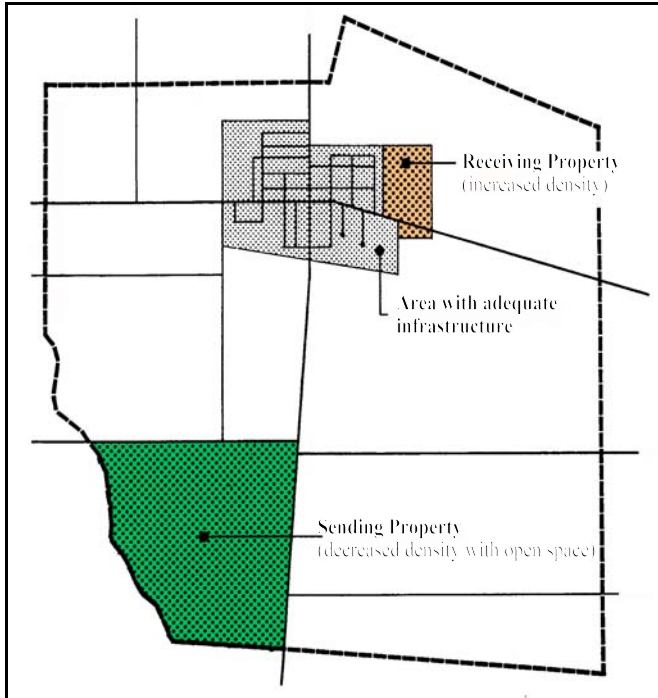 Receiving Property
(increased density)
Area with adequate
infrastructure
Sending Property
(decreased density with open space)